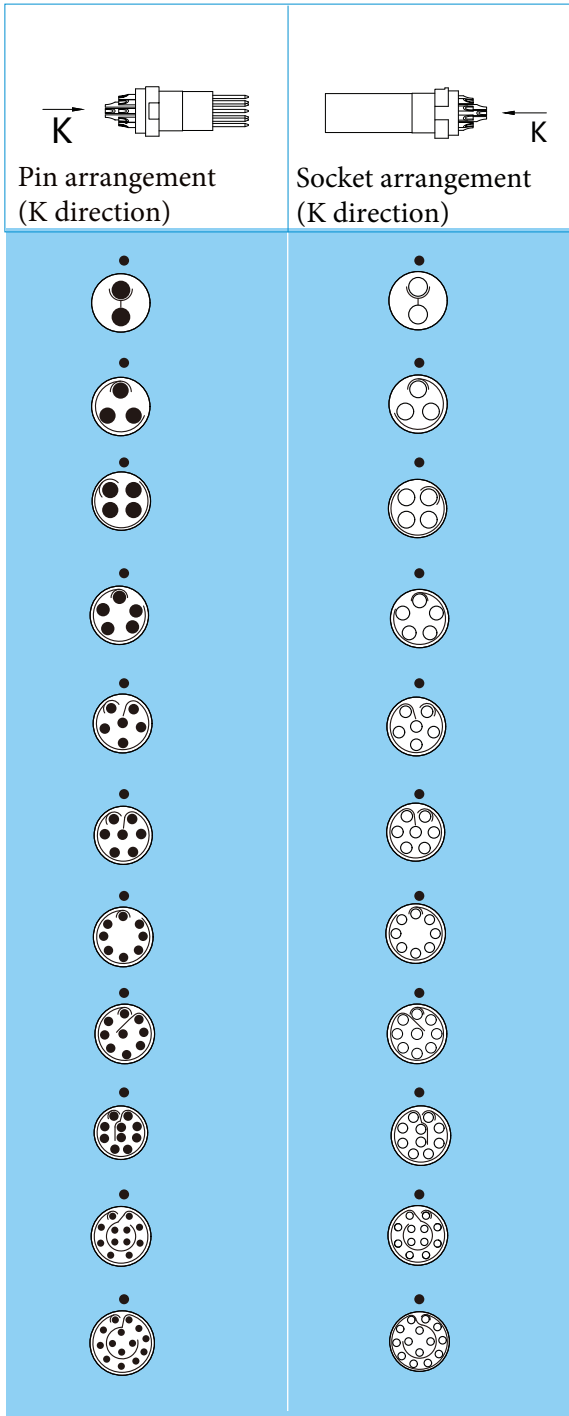 K
K
Pin arrangement
(K direction)
Socket arrangement
(K direction)